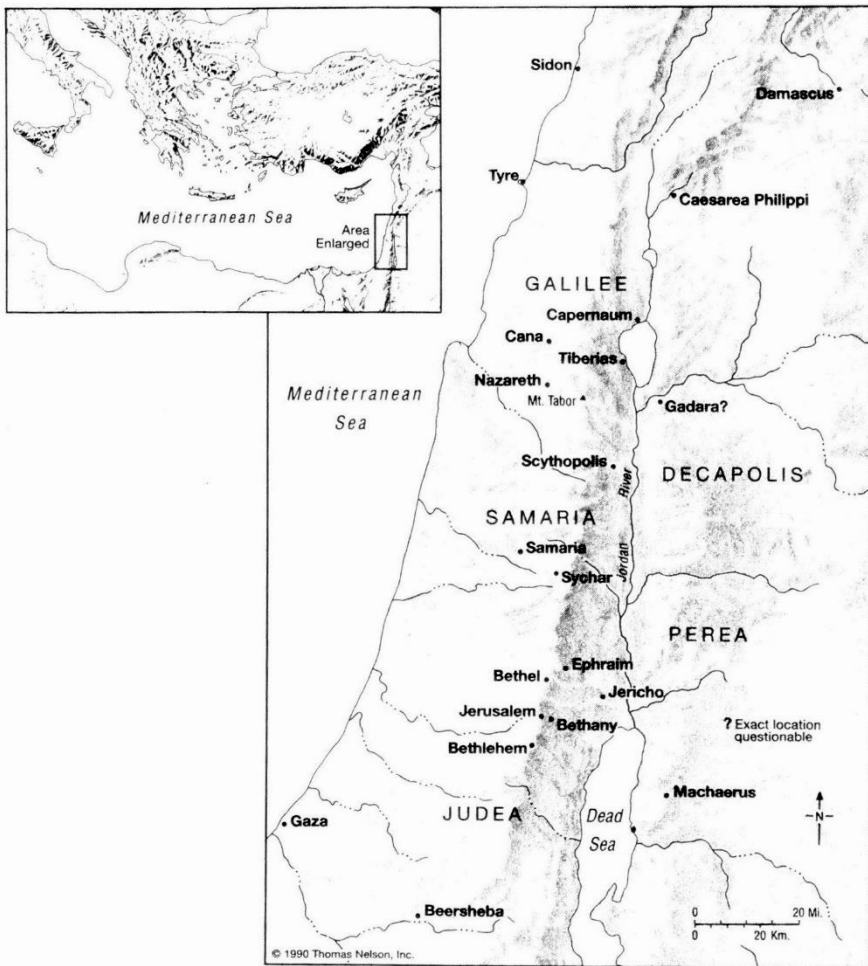 Mediterranean Sea
Area
Enlarged
Sidon
Damascus
Tyre
Caesarea Philippi
GALILEE
Capernaum
Cana
Tiberias
Mediterranean
Sea
Nazareth
Mt. Tabor
Gadara?
Scythopolis
River
DECAPOLIS
SAMARIA
Samaria
Jordan
Sychar
PEREA
Ephraim
Bethel
Jericho
Jerusalem
Bethany
? Exact location
questionable
Bethlehem
Machaerus
JUDEA
Dead
Sea
N
Gaza
Beersheba
0 20 Mi.
0 20 Km.
© 1990 Thomas Nelson, Inc.